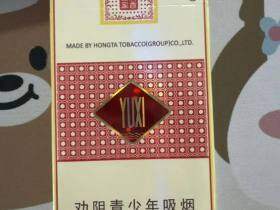 MADE BY HONGTA TOBACCO(GROUP)CO.,LTD.
YUXI
劝阻青少年吸烟